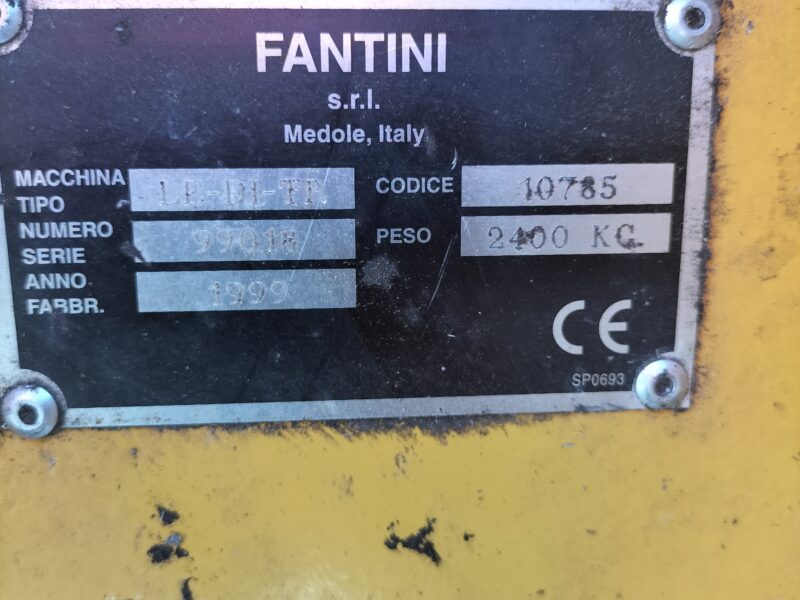 FANTINI
s.r.l.
Medole, Italy
MACCHINA TIPO LE-DI-TR
CODICE 10785
NUMERO SERIE 99018
PESO 2400 KG.
ANNO FABBR. 1999
CE
SP0693